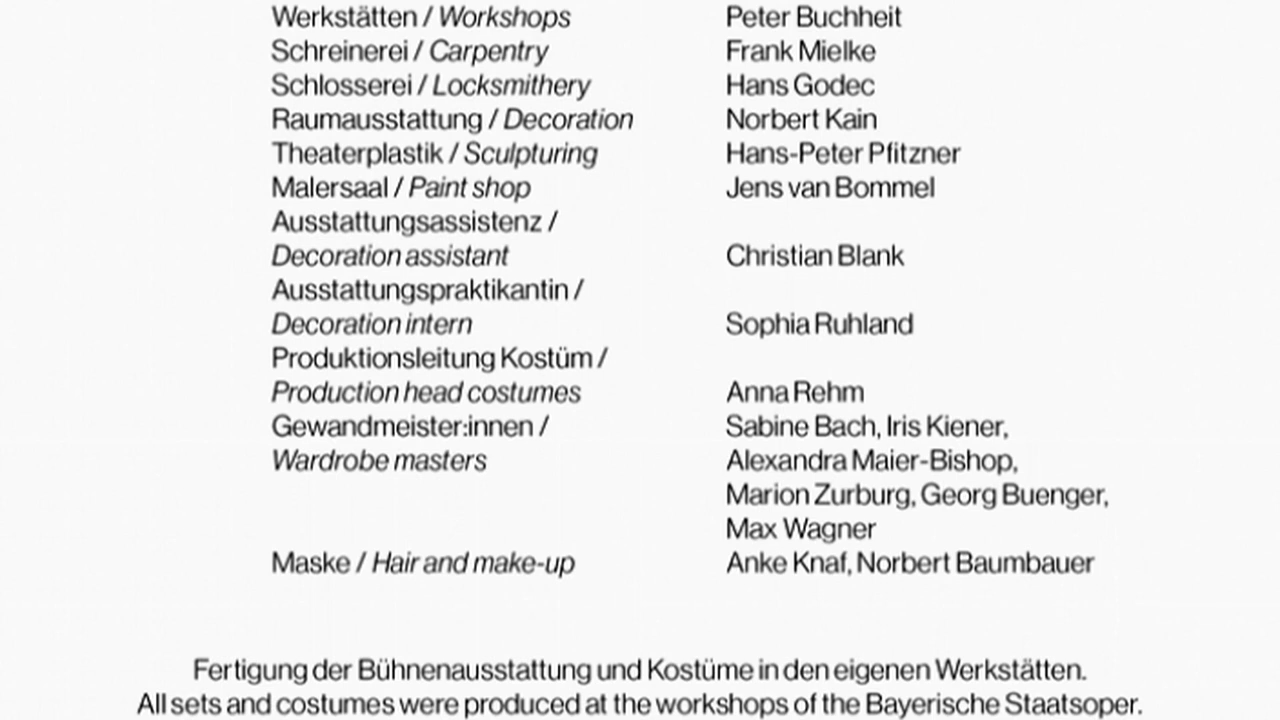 Werkstätten / Workshops Peter Buchheit
Schreinerei / Carpentry Frank Mielke
Schlosserei / Locksmithery Hans Godec
Raumausstattung / Decoration Norbert Kain
Theaterplastik / Sculpturing Hans-Peter Pfitzner
Malersaal / Paint shop Jens van Bommel
Ausstattungsassistenz /
Decoration assistant Christian Blank
Ausstattungspraktikantin /
Decoration intern Sophia Ruhland
Produktionsleitung Kostüm /
Production head costumes Anna Rehm
Gewandmeister:innen / Sabine Bach, Iris Kiener,
Wardrobe masters Alexandra Maier-Bishop,
Marion Zurburg, Georg Buenger,
Max Wagner
Maske / Hair and make-up Anke Knaf, Norbert Baumbauer
Fertigung der Bühnenausstattung und Kostüme in den eigenen Werkstätten.
All sets and costumes were produced at the workshops of the Bayerische Staatsoper.